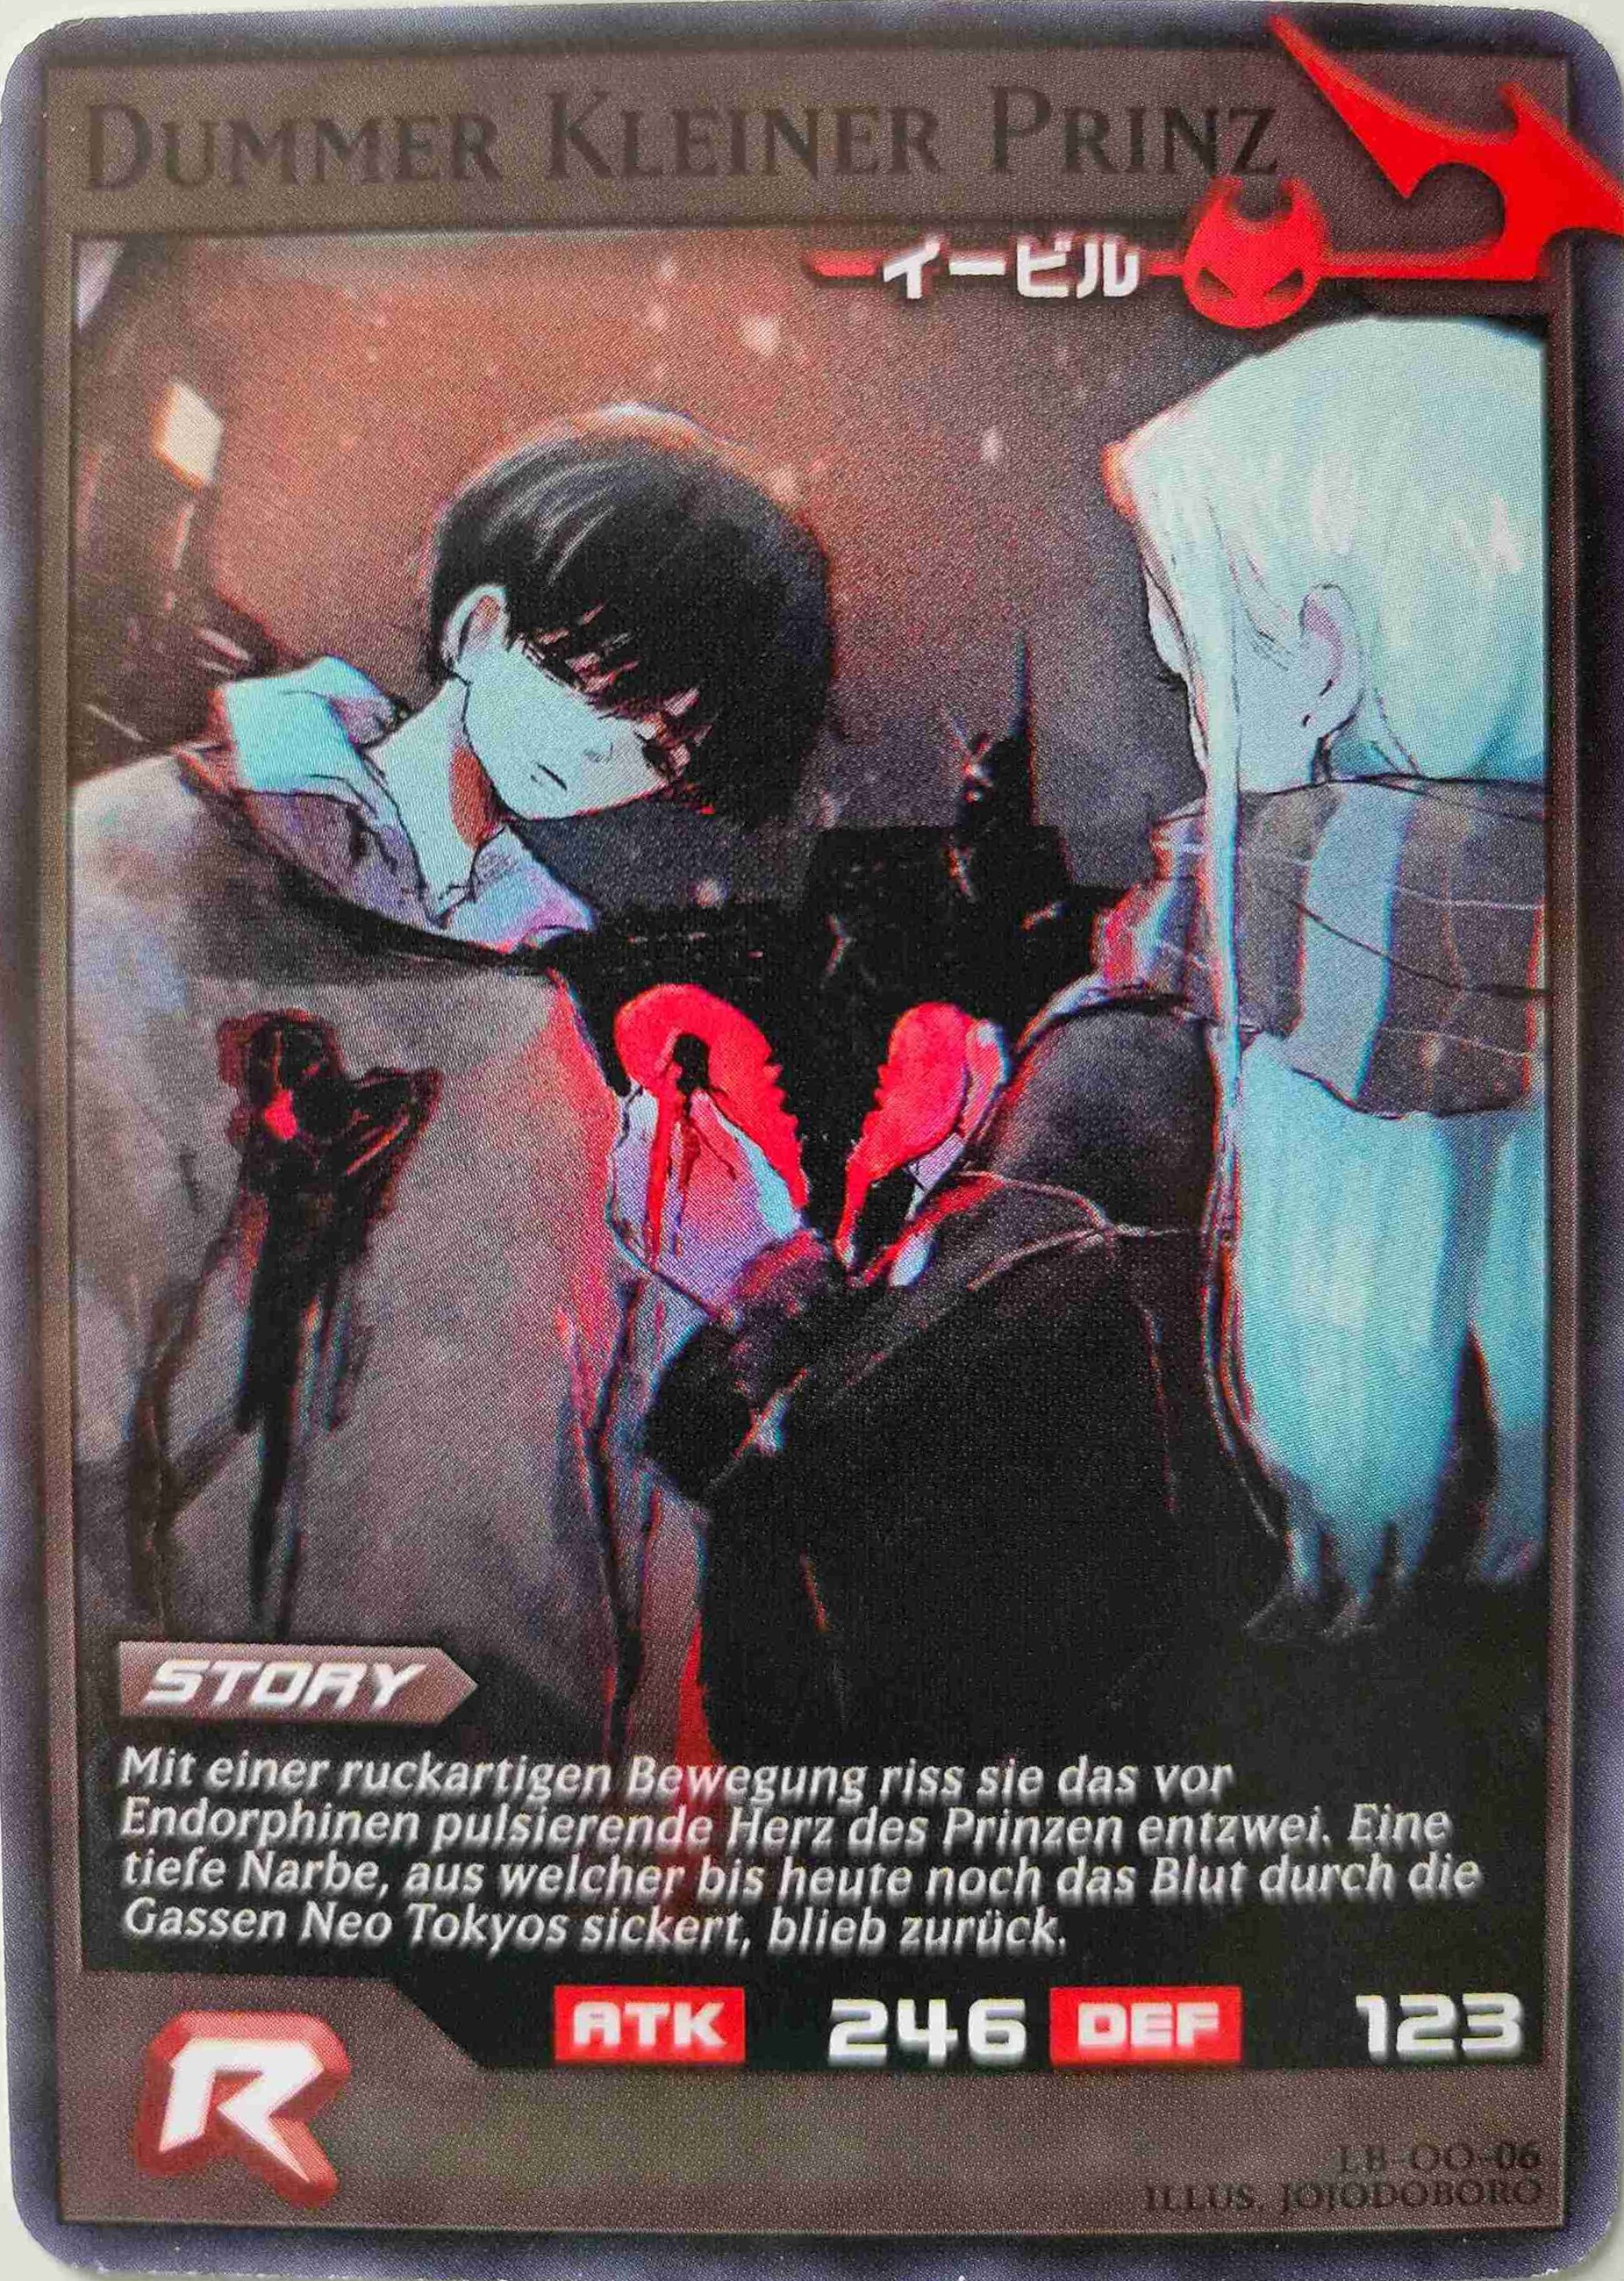 DUMMER KLEINER PRINZ
イービル
STORY
Mit einer ruckartigen Bewegung riss sie das vor
Endorphinen pulsierende Herz des Prinzen entzwei. Eine
tiefe Narbe, aus welcher bis heute noch das Blut durch die
Gassen Neo Tokyos sickert, blieb zurück.
ATK 246 DEF 123
R
LB-OO-06
ILLUS. JOJODOBORO